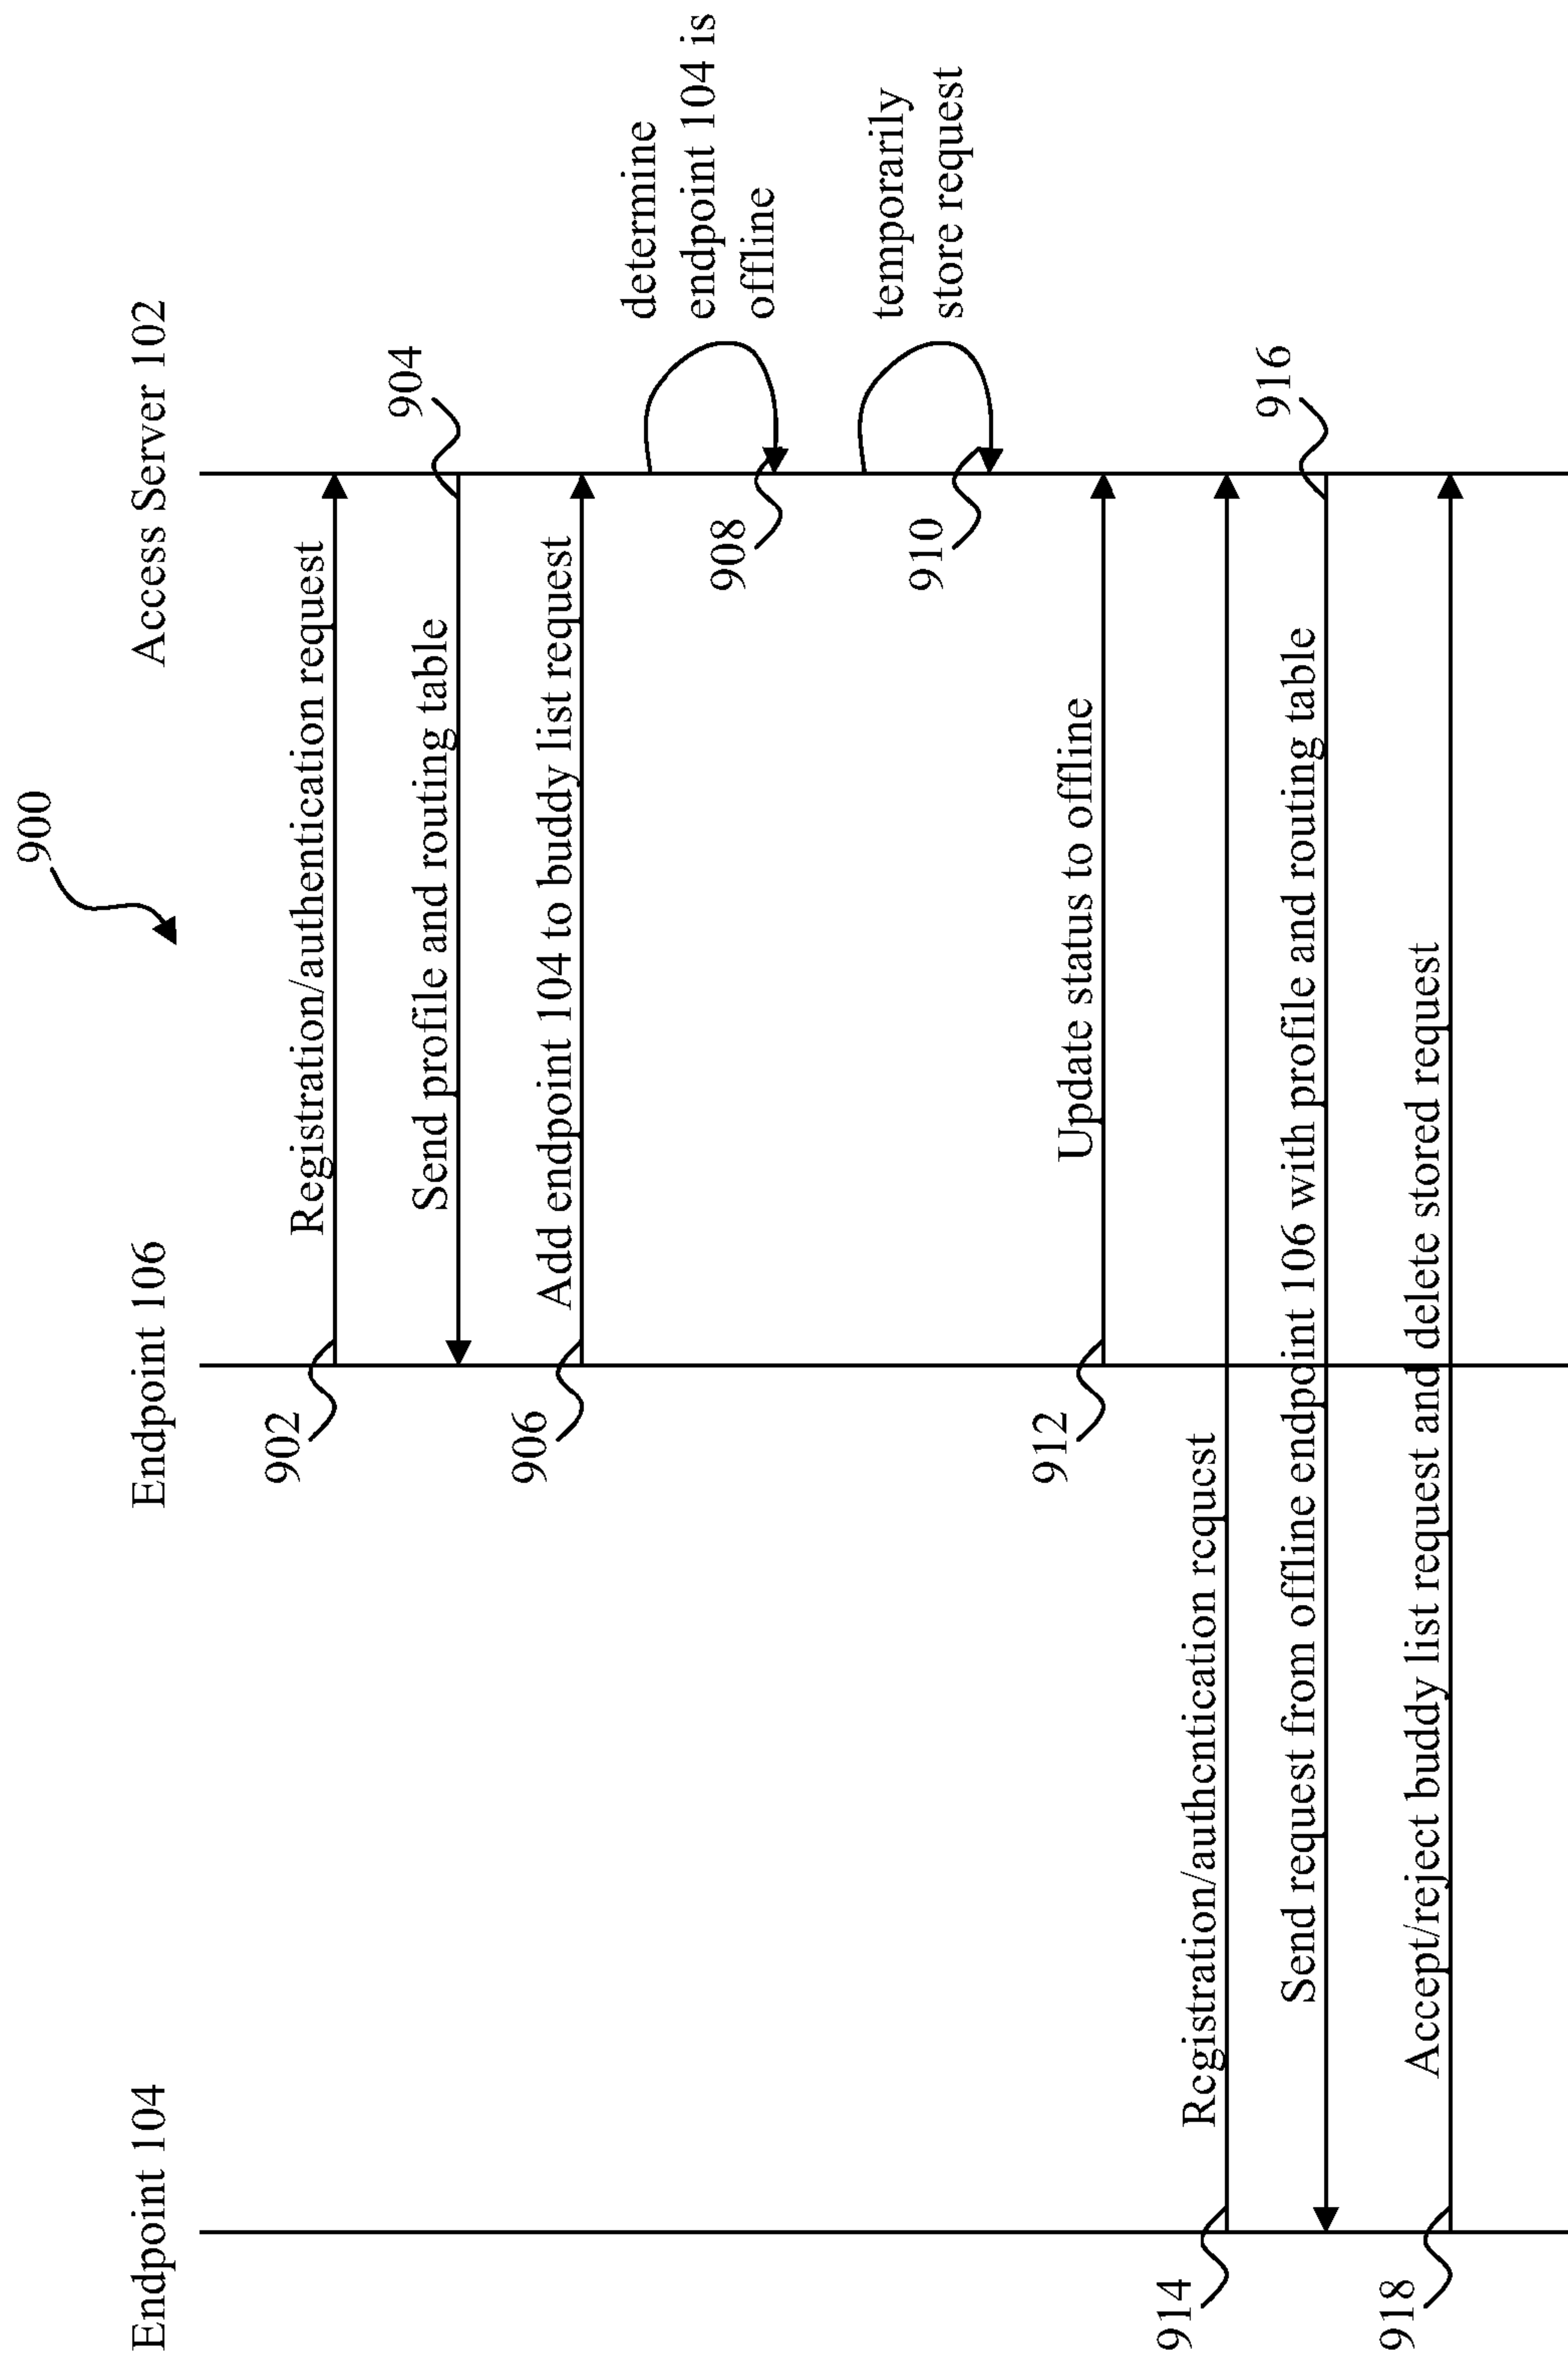 900
Endpoint 104
Endpoint 106
Access Server 102
902
Registration/authentication request
Send profile and routing table
904
906
Add endpoint 104 to buddy list request
determine
endpoint 104 is
offline
908
temporarily
store request
910
912
Update status to offline
914
Registration/authentication request
Send request from offline endpoint 106 with profile and routing table
916
918
Accept/reject buddy list request and delete stored request